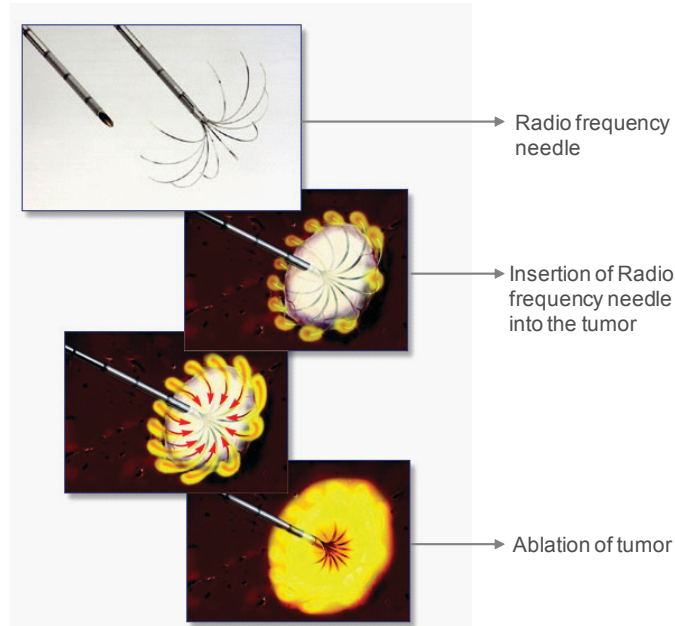 Radio frequency
needle
Insertion of Radio
frequency needle
into the tumor
Ablation of tumor